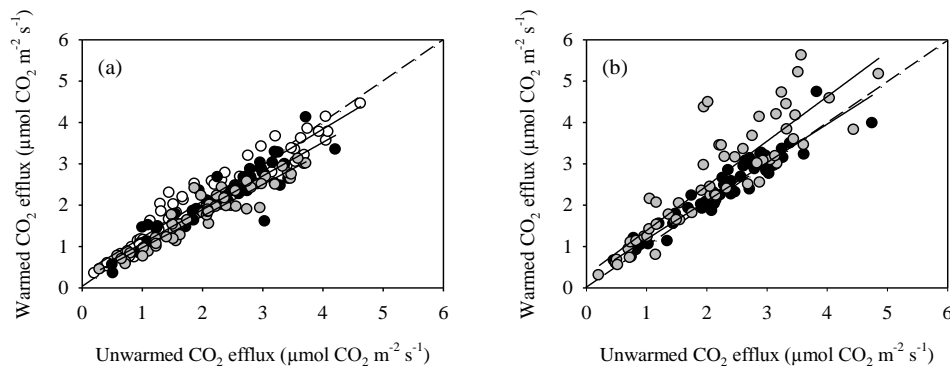 Warmed CO₂ efflux (µmol CO₂ m⁻² s⁻¹)
6
5
4
3
2
1
0
(a)
0 1 2 3 4 5 6
Unwarmed CO₂ efflux (µmol CO₂ m⁻² s⁻¹)
Warmed CO₂ efflux (µmol CO₂ m⁻² s⁻¹)
6
5
4
3
2
1
0
(b)
0 1 2 3 4 5 6
Unwarmed CO₂ efflux (µmol CO₂ m⁻² s⁻¹)